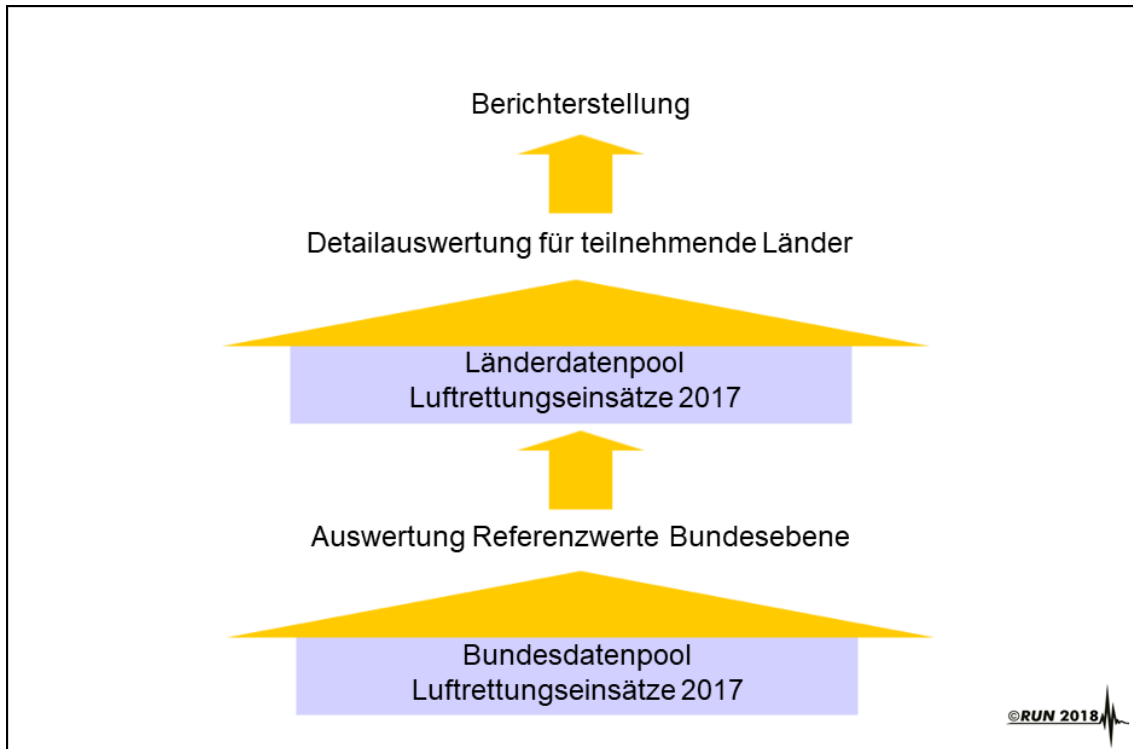 Berichterstellung
Detailauswertung für teilnehmende Länder
Länderdatenpool
Luftrettungseinsätze 2017
Auswertung Referenzwerte Bundesebene
Bundesdatenpool
Luftrettungseinsätze 2017
©RUN 2018